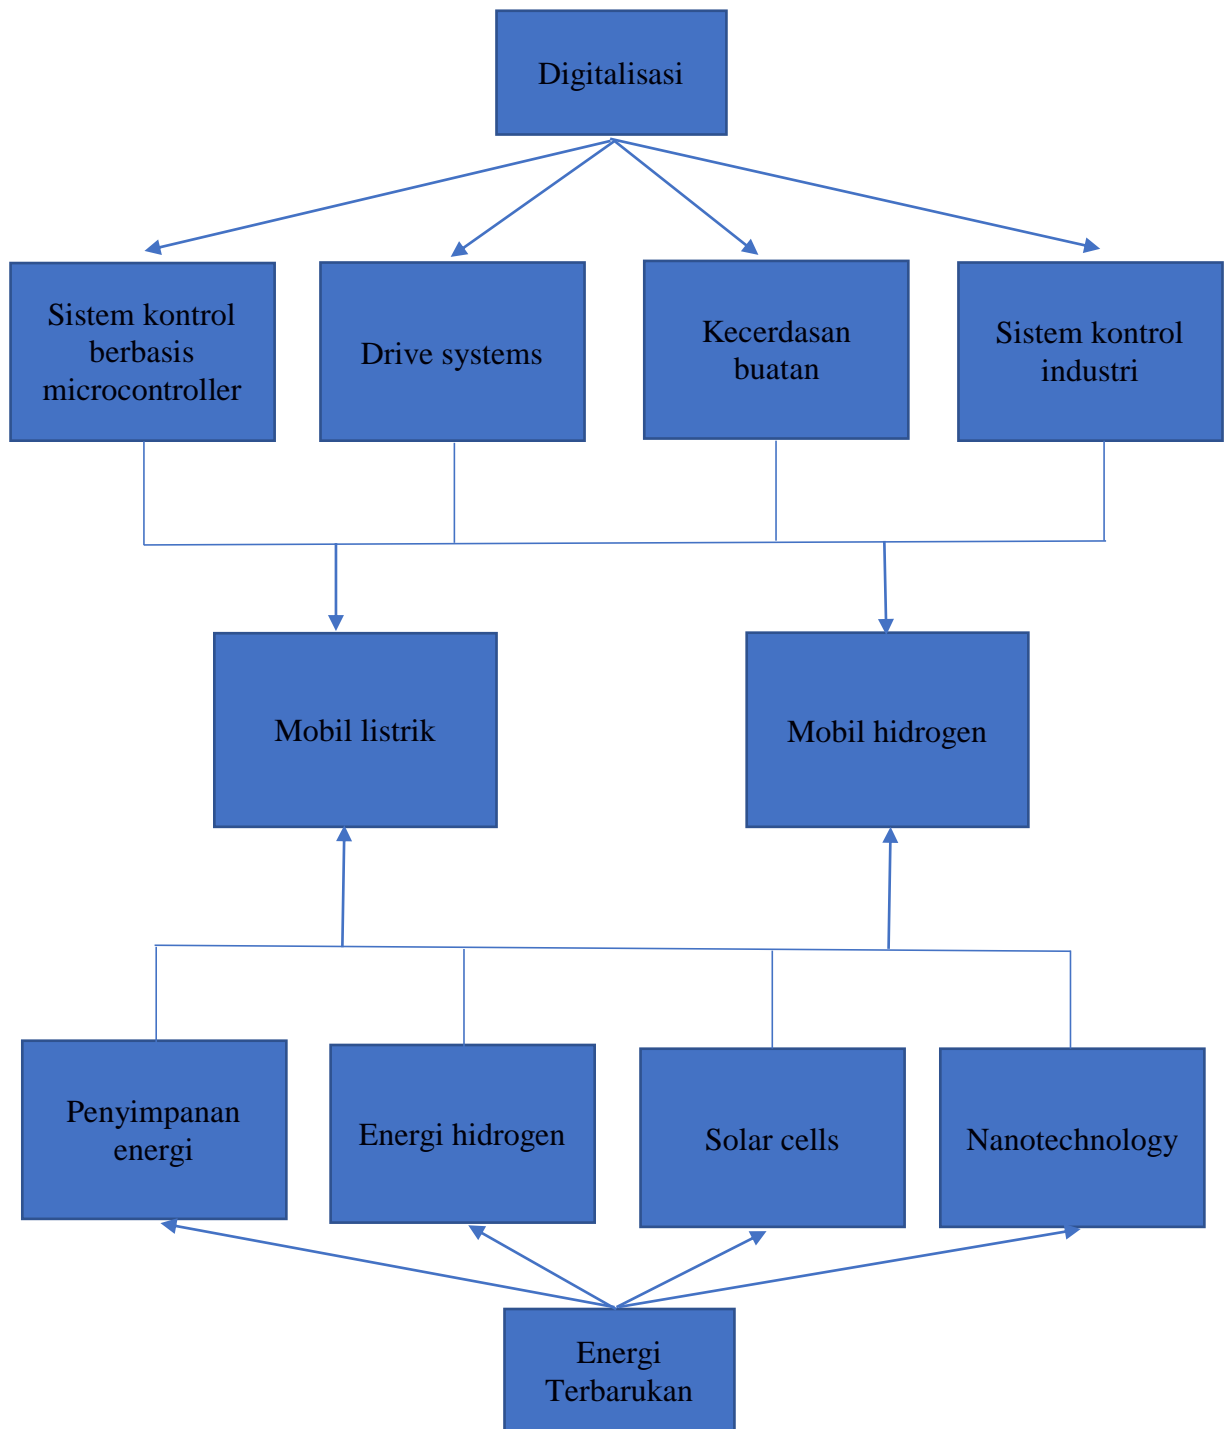 Digitalisasi
Sistem kontrol
berbasis
microcontroller
Drive systems
Kecerdasan
buatan
Sistem kontrol
industri
Mobil listrik
Mobil hidrogen
Penyimpanan
energi
Energi hidrogen
Solar cells
Nanotechnology
Energi
Terbarukan